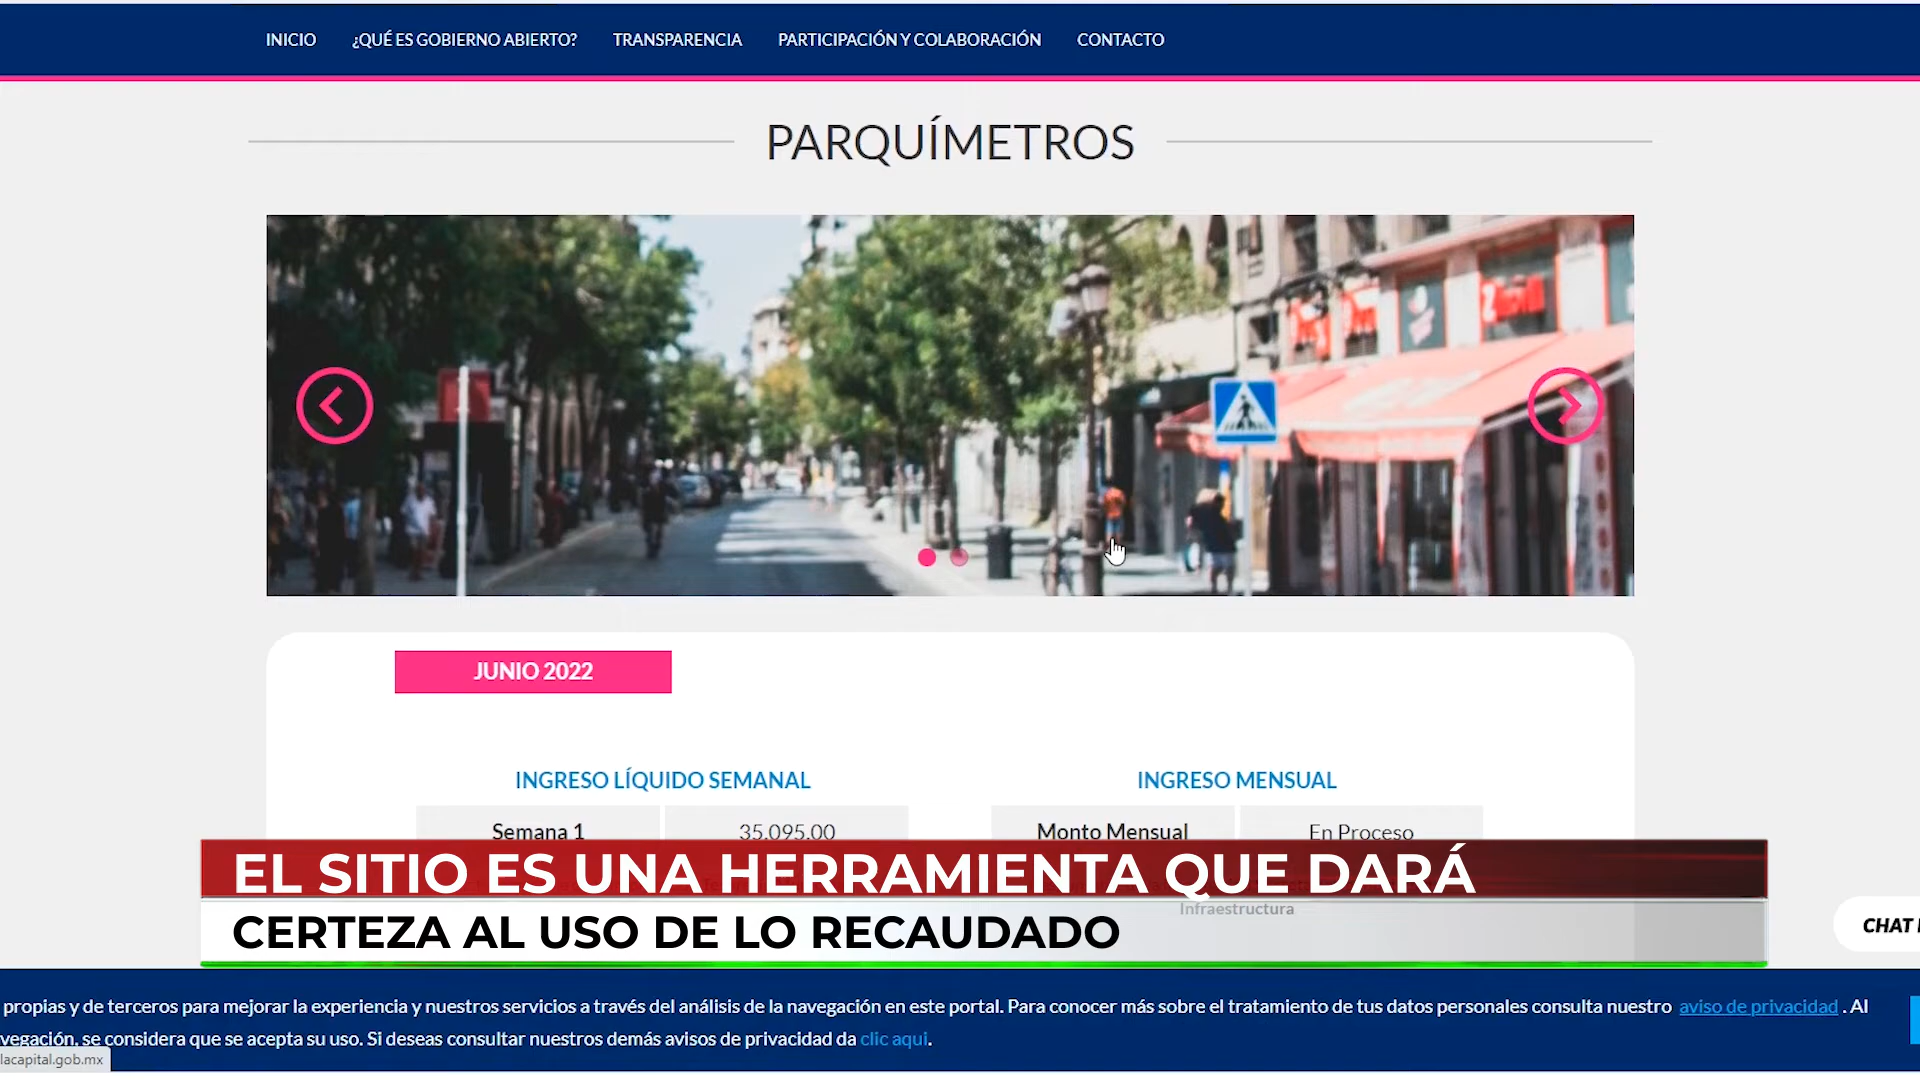 INICIO ¿QUÉ ES GOBIERNO ABIERTO? TRANSPARENCIA PARTICIPACIÓN Y COLABORACIÓN CONTACTO
PARQUÍMETROS
JUNIO 2022
INGRESO LÍQUIDO SEMANAL INGRESO MENSUAL
Semana 1 35,095.00 Monto Mensual En Proceso
EL SITIO ES UNA HERRAMIENTA QUE DARÁ
Infraestructura
CERTEZA AL USO DE LO RECAUDADO
CHAT
propias y de terceros para mejorar la experiencia y nuestros servicios a través del análisis de la navegación en este portal. Para conocer más sobre el tratamiento de tus datos personales consulta nuestro aviso de privacidad . Al
vegación, se considera que se acepta su uso. Si deseas consultar nuestros demás avisos de privacidad da clic aqui.
lacapital.gob.mx